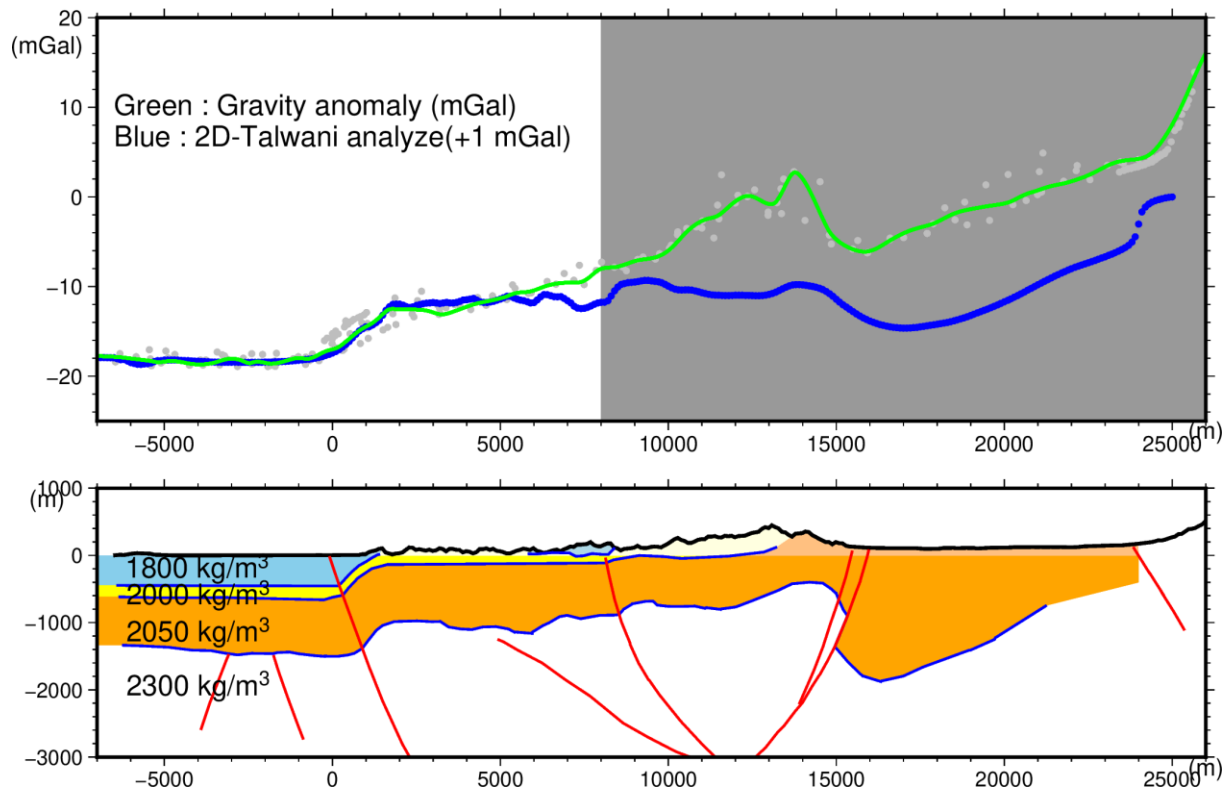 20
(mGal)
10
0
−10
−20
Green : Gravity anomaly (mGal)
Blue : 2D-Talwani analyze(+1 mGal)
−5000 0 5000 10000 15000 20000 25000 (m)
1000
(m)
0
−1000
−2000
−3000
1800 kg/m³
2000 kg/m³
2050 kg/m³
2300 kg/m³
−5000 0 5000 10000 15000 20000 25000 (m)